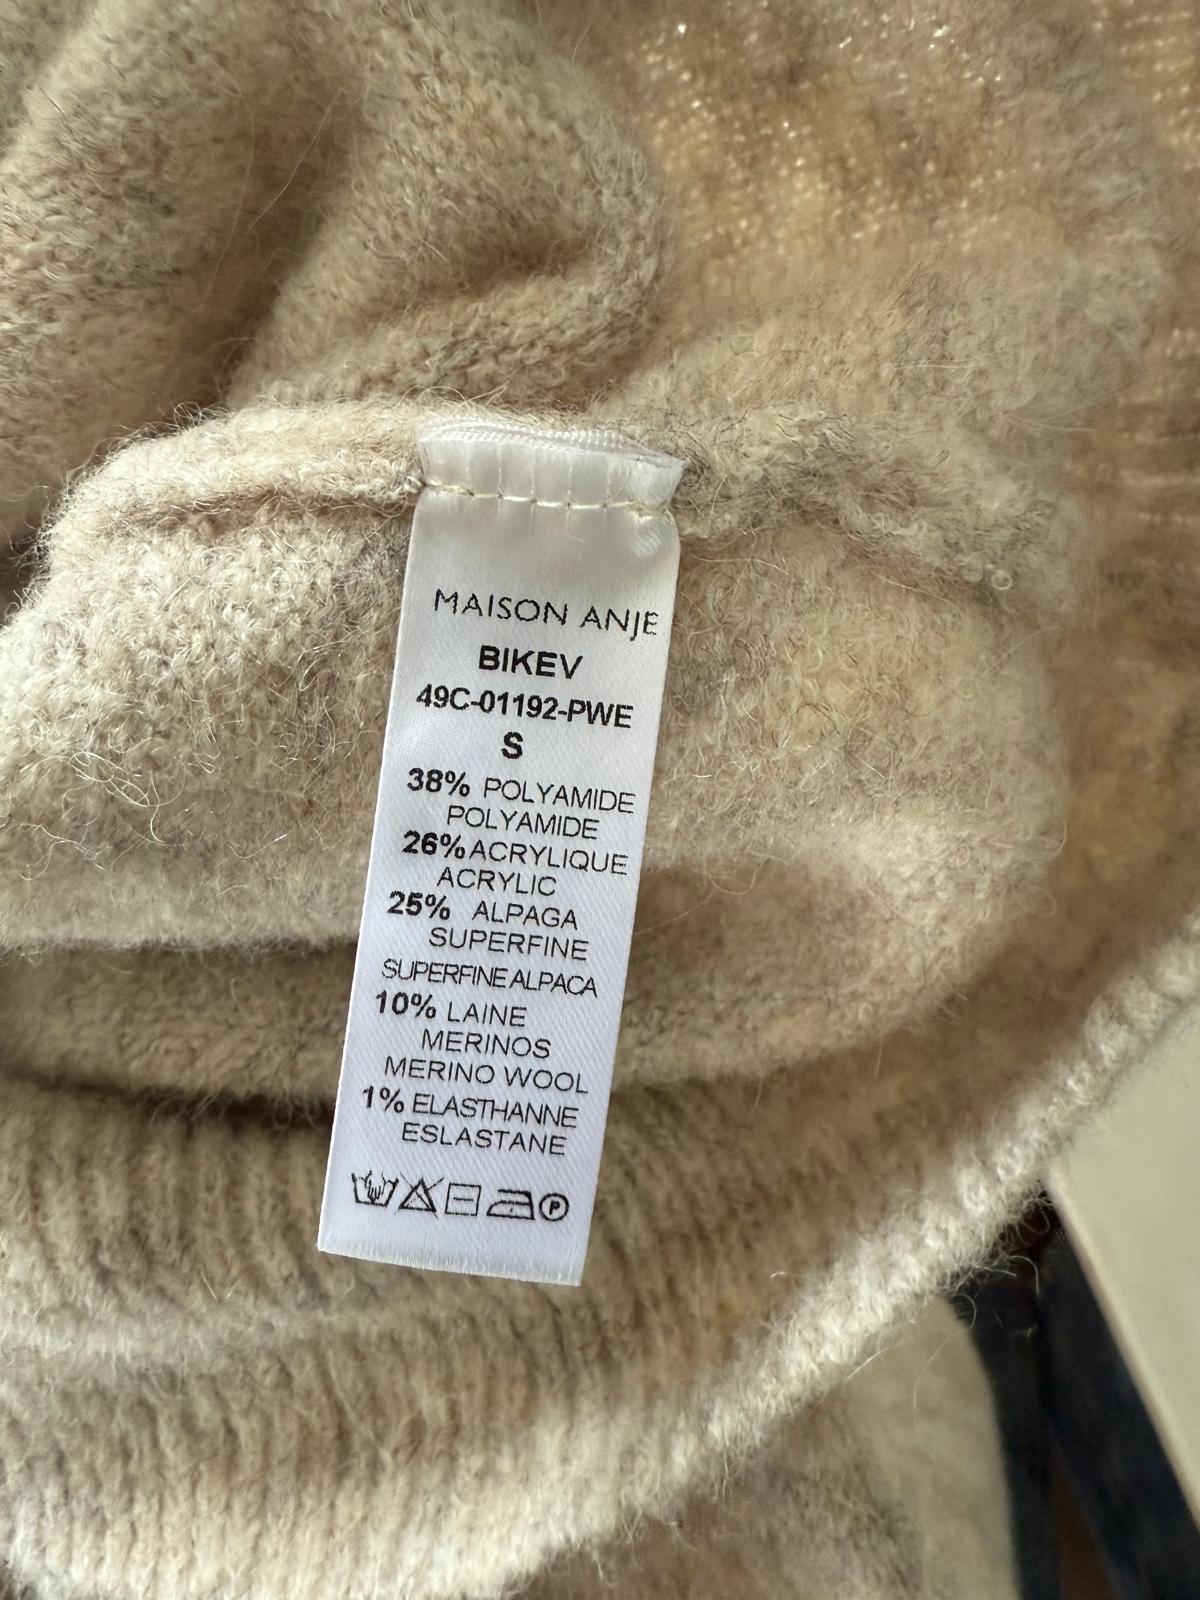 MAISON ANJE
BIKEV
49C-01192-PWE
S
38% POLYAMIDE
POLYAMIDE
26% ACRYLIQUE
ACRYLIC
25% ALPAGA
SUPERFINE
SUPERFINE ALPACA
10% LAINE
MERINOS
MERINO WOOL
1% ELASTHANNE
ESLASTANE
P